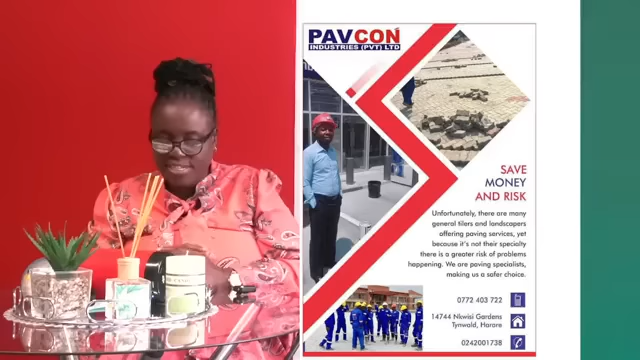 PAVCON
INDUSTRIES (PVT) LTD
SAVE
MONEY
AND RISK
Unfortunately, there are many
general tilers and landscapers
offering paving services, yet
because it's not their specialty
there is a greater risk of problems
happening. We are paving specialists,
making us a safer choice.
0772 403 722
14744 Nkwisi Gardens
Tynwald, Harare
0242001738